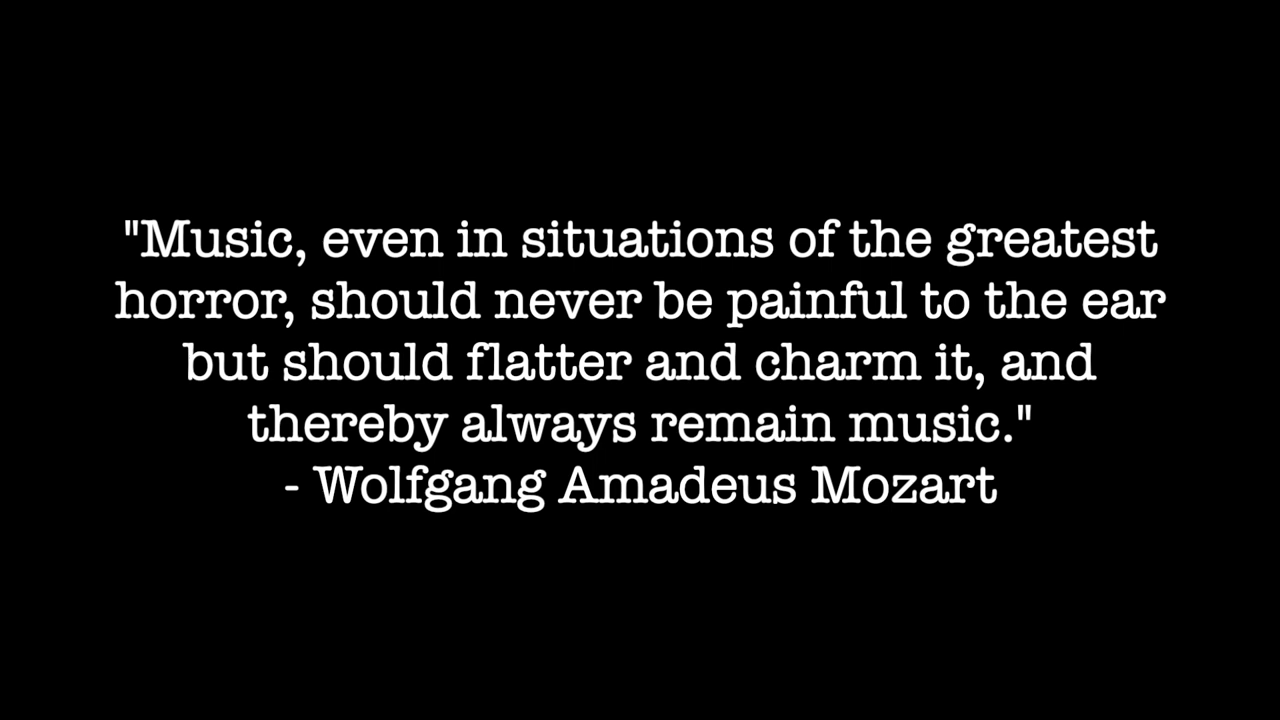 "Music, even in situations of the greatest
horror, should never be painful to the ear
but should flatter and charm it, and
thereby always remain music."
- Wolfgang Amadeus Mozart